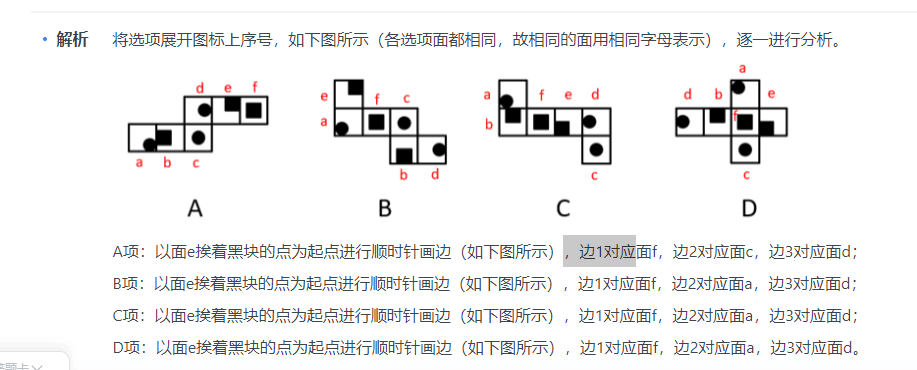 • 解析 将选项展开图标上序号，如下图所示（各选项面都相同，故相同的面用相同字母表示），逐一进行分析。
a
d e f e f c a f e d d b f e
a b
a b c b d c c
A B C D
A项：以面e挨着黑块的点为起点进行顺时针画边（如下图所示），边1对应面f，边2对应面c，边3对应面d；
B项：以面e挨着黑块的点为起点进行顺时针画边（如下图所示），边1对应面f，边2对应面a，边3对应面d；
C项：以面e挨着黑块的点为起点进行顺时针画边（如下图所示），边1对应面f，边2对应面a，边3对应面d；
D项：以面e挨着黑块的点为起点进行顺时针画边（如下图所示），边1对应面f，边2对应面a，边3对应面d。
题卡